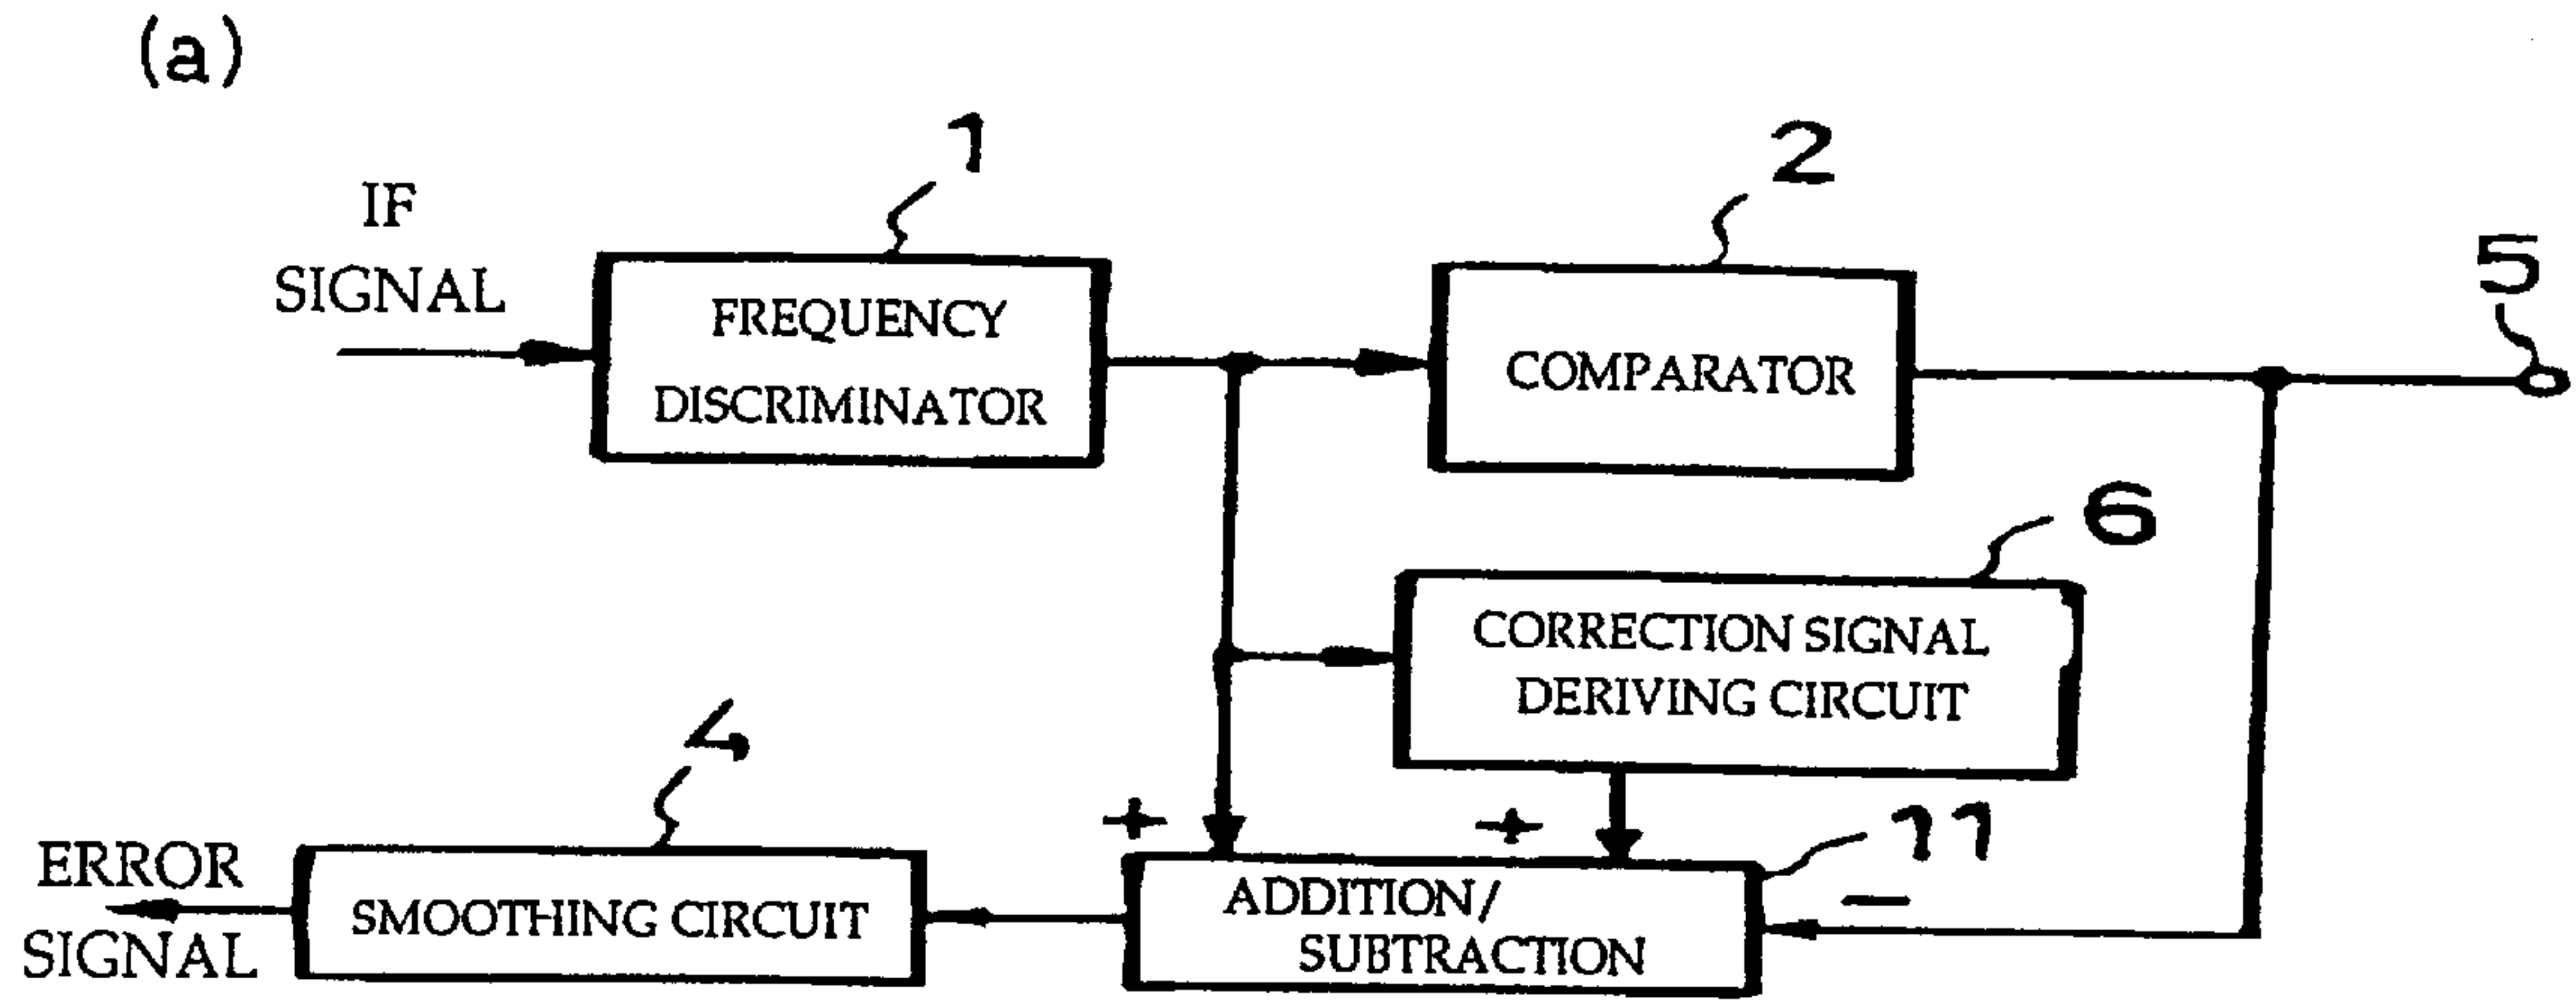 (a)
1
2
IF
SIGNAL
5
FREQUENCY
DISCRIMINATOR
COMPARATOR
6
CORRECTION SIGNAL
DERIVING CIRCUIT
4
+
+
11
−
ERROR
SIGNAL
SMOOTHING CIRCUIT
ADDITION/
SUBTRACTION